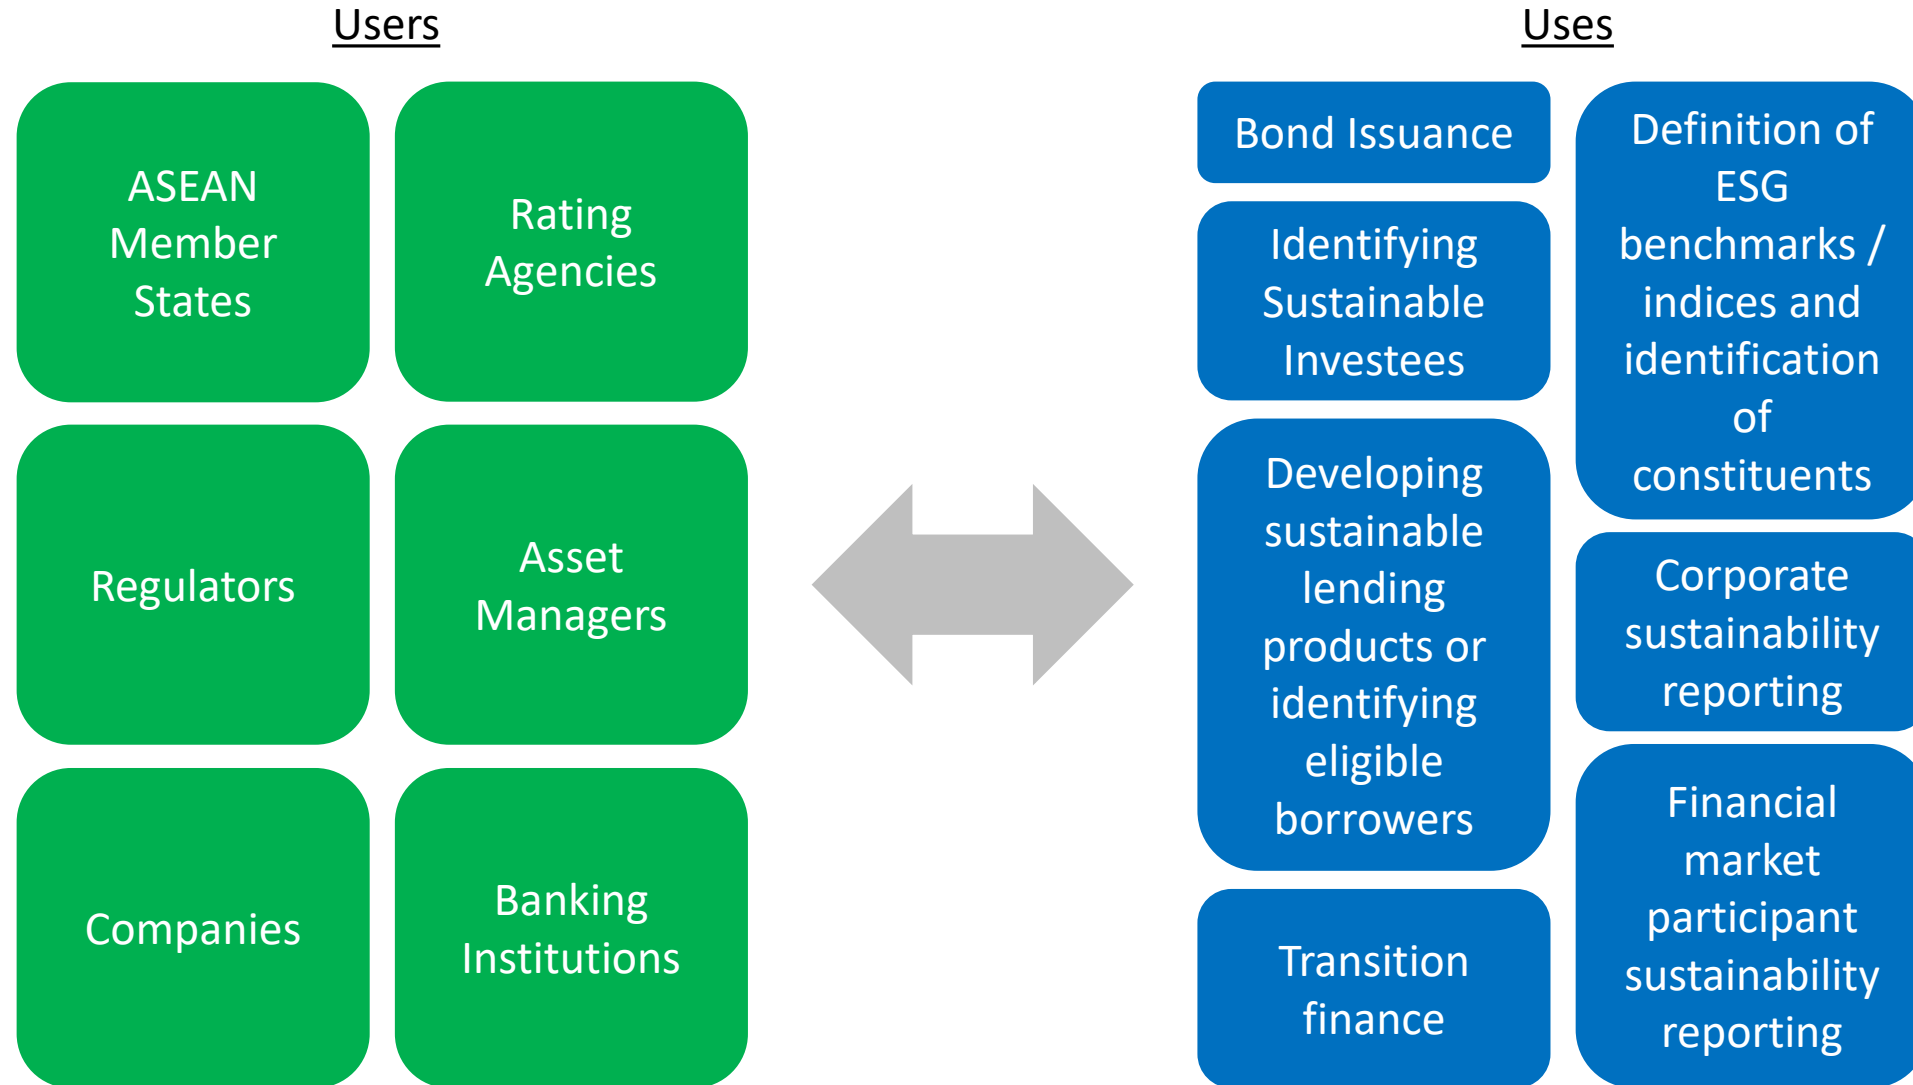 Users
ASEAN
Member
States
Rating
Agencies
Regulators
Asset
Managers
Companies
Banking
Institutions
Uses
Bond Issuance
Identifying
Sustainable
Investees
Developing
sustainable
lending
products or
identifying
eligible
borrowers
Transition
finance
Definition of
ESG
benchmarks /
indices and
identification
of
constituents
Corporate
sustainability
reporting
Financial
market
participant
sustainability
reporting